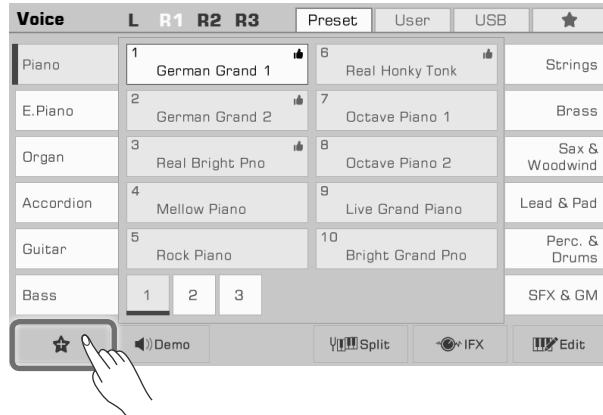 Voice L R1 R2 R3 Preset User USB
Piano
E.Piano
Organ
Accordion
Guitar
Bass
1 German Grand 1
2 German Grand 2
3 Real Bright Pno
4 Mellow Piano
5 Rock Piano
6 Real Honky Tonk
7 Octave Piano 1
8 Octave Piano 2
9 Live Grand Piano
10 Bright Grand Pno
1 2 3
Strings
Brass
Sax &
Woodwind
Lead & Pad
Perc. &
Drums
SFX & GM
Demo Split IFX Edit